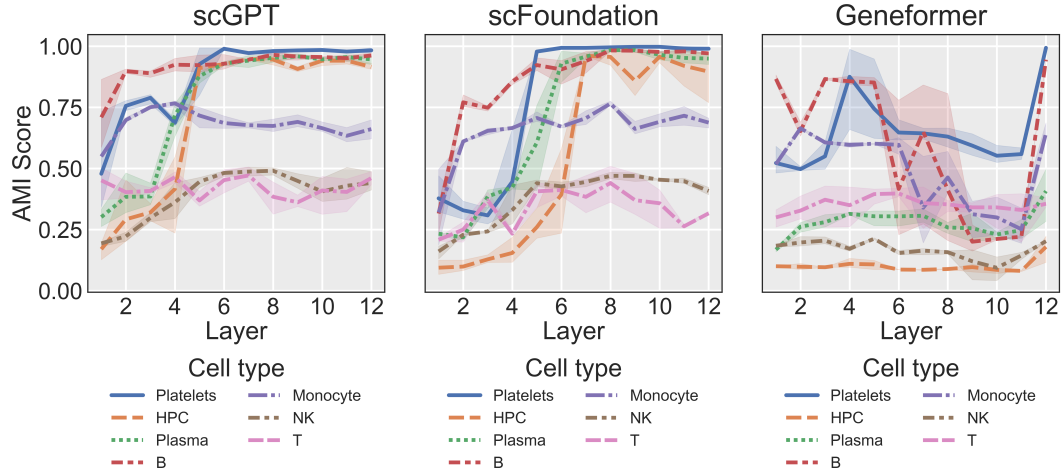 scGPT scFoundation Geneformer
AMI Score
1.00
0.75
0.50
0.25
0.00
2 4 6 8 10 12 2 4 6 8 10 12 2 4 6 8 10 12
Layer Layer Layer
Cell type Cell type Cell type
Platelets Monocyte Platelets Monocyte Platelets Monocyte
HPC NK HPC NK HPC NK
Plasma T Plasma T Plasma T
B B B